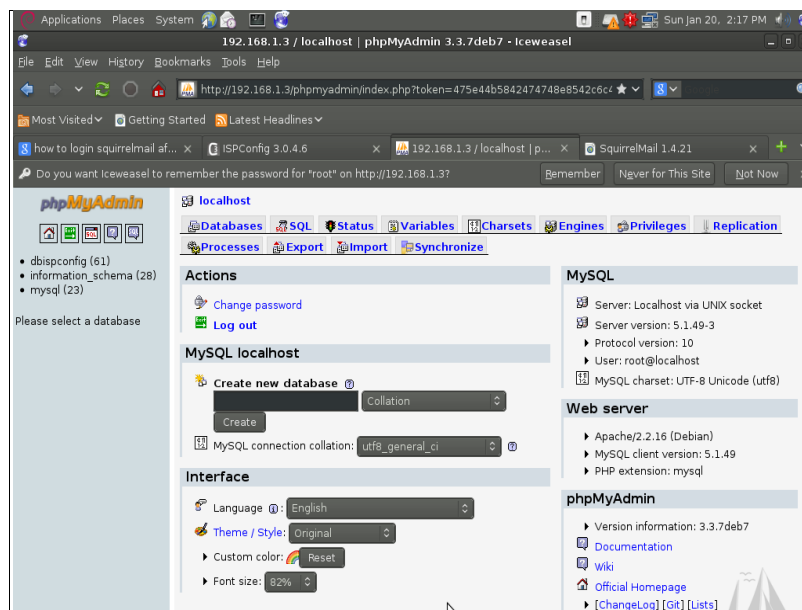 Applications Places System Sun Jan 20, 2:17 PM
192.168.1.3 / localhost | phpMyAdmin 3.3.7deb7 - Iceweasel
File Edit View History Bookmarks Tools Help
http://192.168.1.3/phpmyadmin/index.php?token=475e44b5842474748e8542c6c4
Most Visited Getting Started Latest Headlines
how to login squirrelmail af... ISPConfig 3.0.4.6 192.168.1.3 / localhost | p... SquirrelMail 1.4.21
Do you want Iceweasel to remember the password for "root" on http://192.168.1.3? Remember Never for This Site Not Now
phpMyAdmin
dbispconfig (61)
information_schema (28)
mysql (23)
Please select a database
localhost
Databases SQL Status Variables Charsets Engines Privileges Replication
Processes Export Import Synchronize
Actions
Change password
Log out
MySQL localhost
Create new database
Collation
Create
MySQL connection collation: utf8_general_ci
Interface
Language : English
Theme / Style: Original
Custom color: Reset
Font size: 82%
MySQL
Server: Localhost via UNIX socket
Server version: 5.1.49-3
Protocol version: 10
User: root@localhost
MySQL charset: UTF-8 Unicode (utf8)
Web server
Apache/2.2.16 (Debian)
MySQL client version: 5.1.49
PHP extension: mysql
phpMyAdmin
Version information: 3.3.7deb7
Documentation
Wiki
Official Homepage
[ChangeLog] [Git] [Lists]